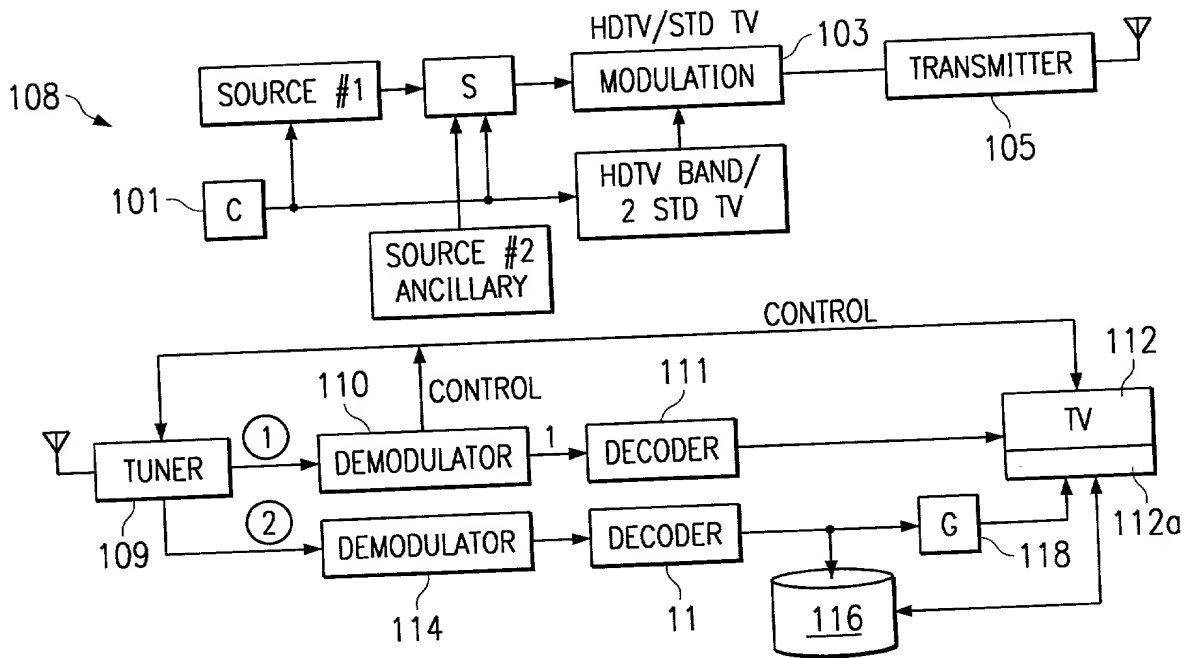 HDTV/STD TV
103
108
SOURCE #1
S
MODULATION
TRANSMITTER
105
101
C
HDTV BAND/
2 STD TV
SOURCE #2
ANCILLARY
CONTROL
110
CONTROL
111
112
1
TUNER
DEMODULATOR
1
DECODER
TV
109
2
DEMODULATOR
DECODER
G
118
112a
114
11
116